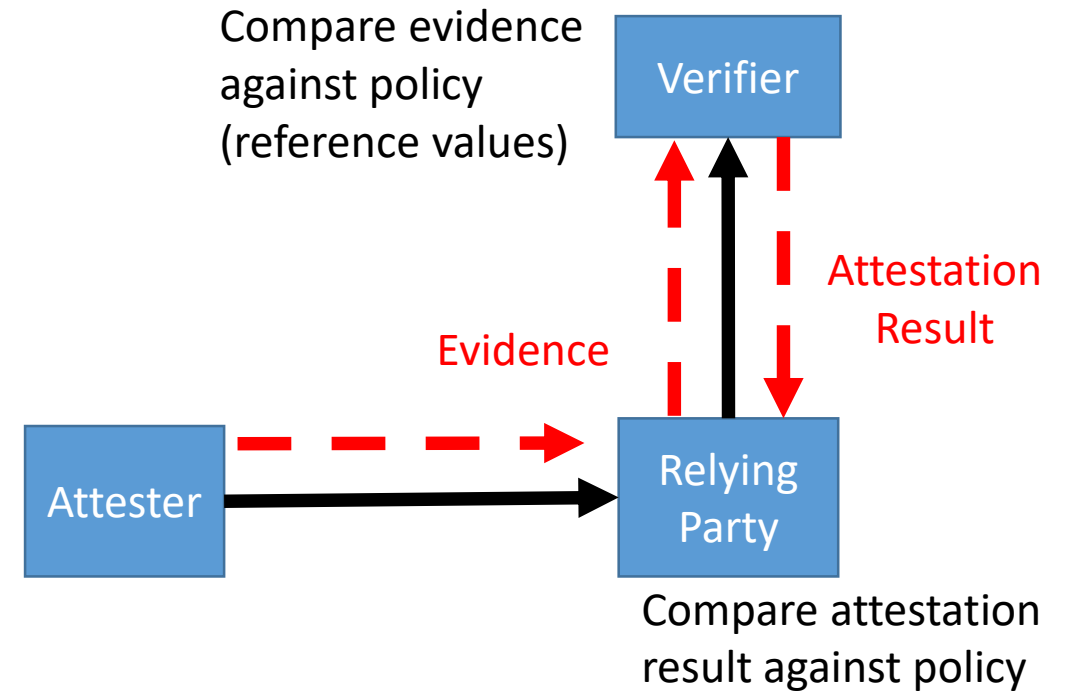 Compare evidence
against policy
(reference values)
Verifier
Attestation
Result
Evidence
Attester
Relying
Party
Compare attestation
result against policy